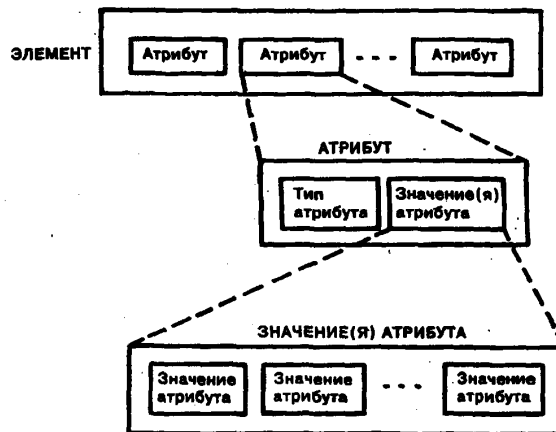 ЭЛЕМЕНТ
Атрибут Атрибут - - - Атрибут
АТРИБУТ
Тип атрибута
Значение(я) атрибута
ЗНАЧЕНИЕ(Я) АТРИБУТА
Значение атрибута
Значение атрибута
- - -
Значение атрибута